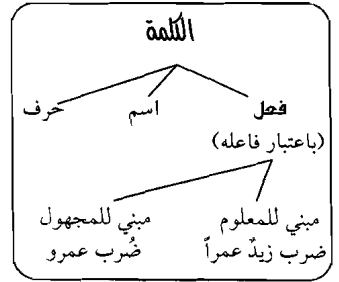 الكلمة
فعل اسم حرف
(باعتبار فاعله)
مبني للمعلوم مبني للمجهول
ضرب زيدٌ عمراً ضُرب عمرو